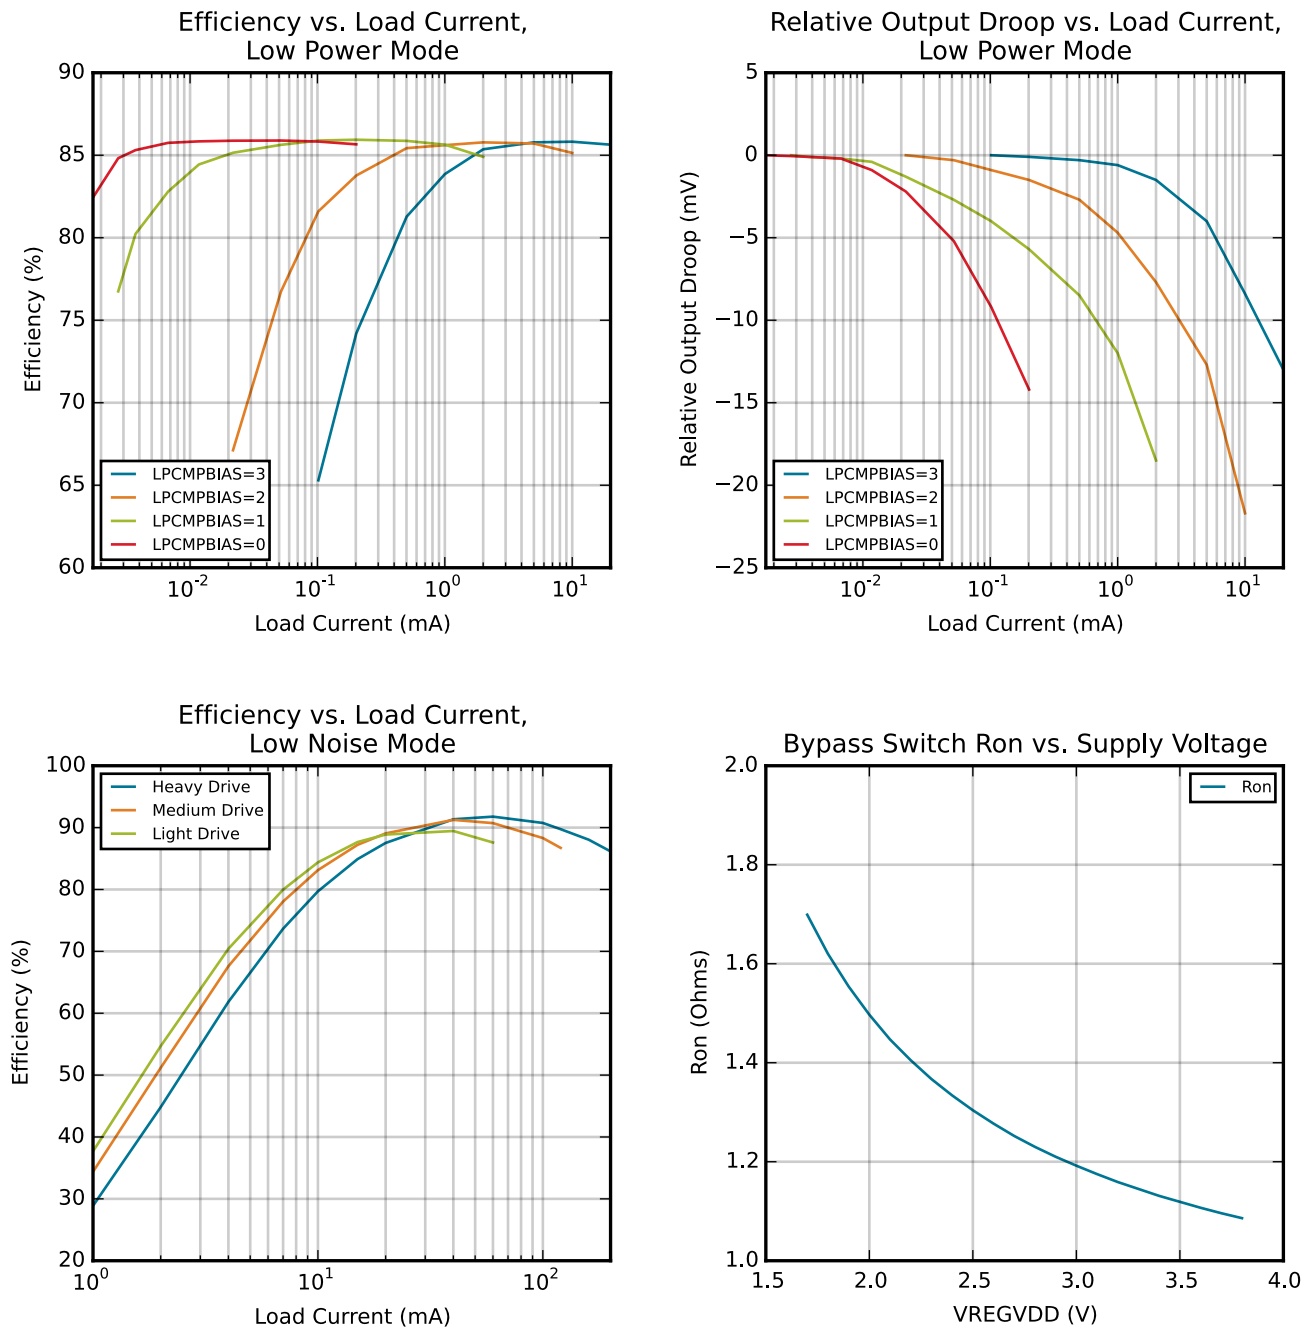 Efficiency vs. Load Current,
Low Power Mode
90
85
80
75
70
65
60
Efficiency (%)
LPCMPBIAS=3
LPCMPBIAS=2
LPCMPBIAS=1
LPCMPBIAS=0
10⁻²
10⁻¹
10⁰
10¹
Load Current (mA)
Relative Output Droop vs. Load Current,
Low Power Mode
5
0
−5
−10
−15
−20
−25
Relative Output Droop (mV)
LPCMPBIAS=3
LPCMPBIAS=2
LPCMPBIAS=1
LPCMPBIAS=0
10⁻²
10⁻¹
10⁰
10¹
Load Current (mA)
Efficiency vs. Load Current,
Low Noise Mode
100
90
80
70
60
50
40
30
20
Efficiency (%)
Heavy Drive
Medium Drive
Light Drive
10⁰
10¹
10²
Load Current (mA)
Bypass Switch Ron vs. Supply Voltage
2.0
1.8
1.6
1.4
1.2
1.0
Ron (Ohms)
Ron
1.5
2.0
2.5
3.0
3.5
4.0
VREGVDD (V)